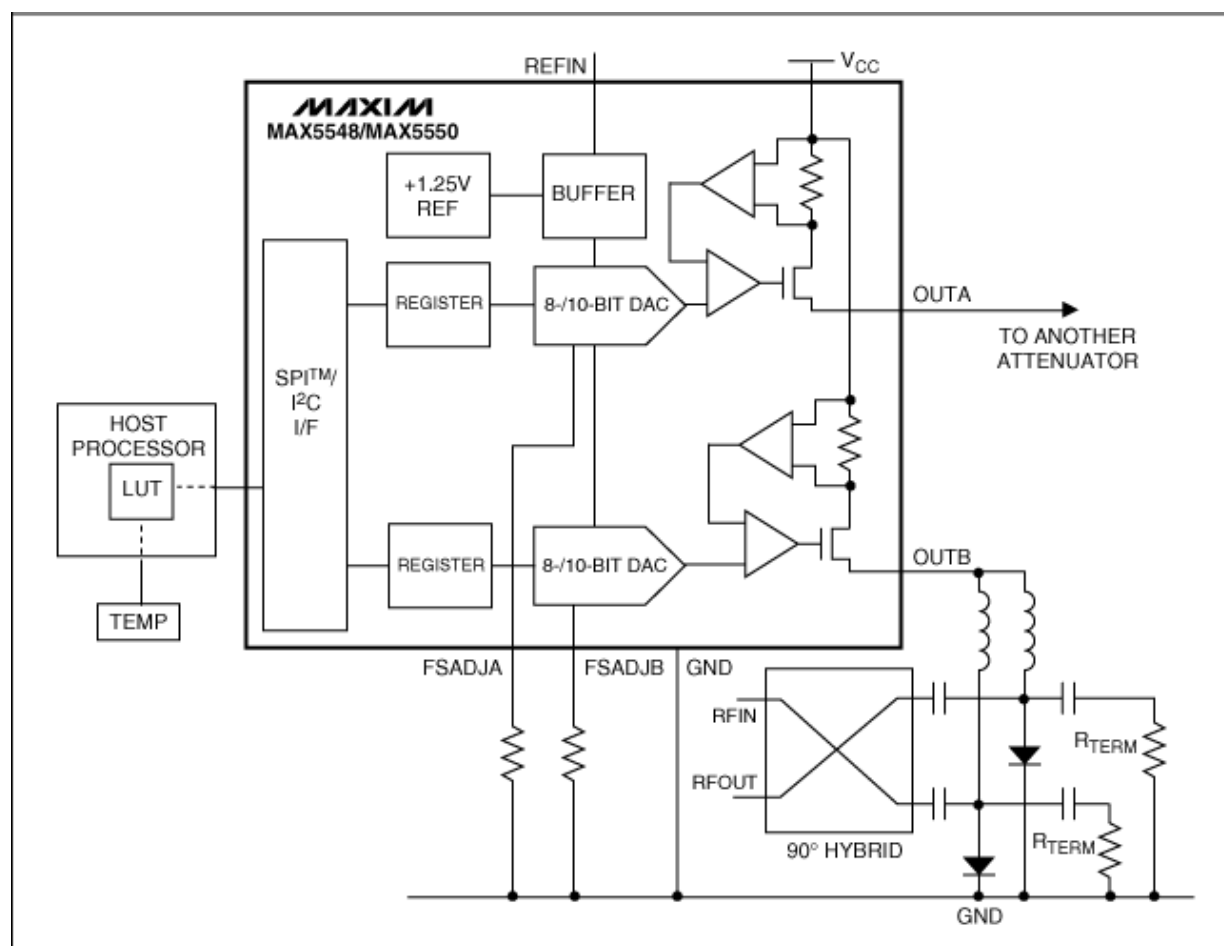 REFIN
VCC
MAXIM
MAX5548/MAX5550
+1.25V
REF
BUFFER
REGISTER
8-/10-BIT DAC
OUTA
TO ANOTHER
ATTENUATOR
SPI™/
I²C
I/F
HOST
PROCESSOR
LUT
TEMP
REGISTER
8-/10-BIT DAC
OUTB
FSADJA
FSADJB
GND
RFIN
RFOUT
90° HYBRID
RTERM
RTERM
GND